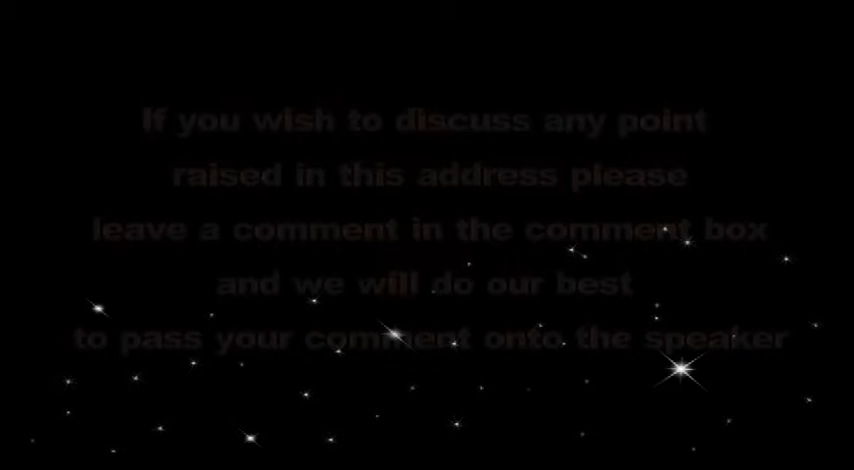 If you wish to discuss any point
raised in this address please
leave a comment in the comment box
and we will do our best
to pass your comment onto the speaker